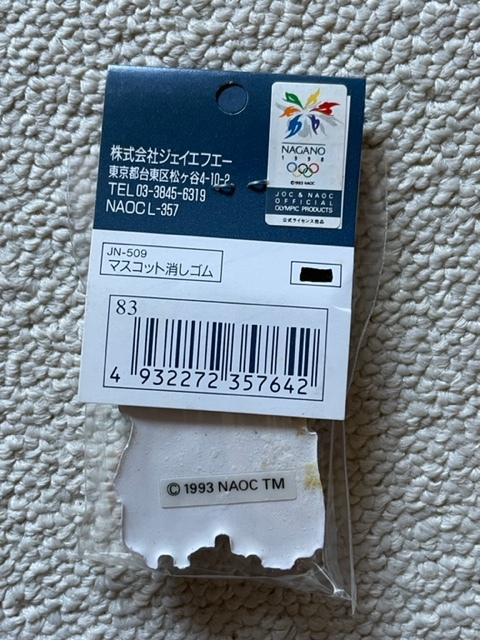 株式会社ジェイエフエー
東京都台東区松ヶ谷4-10-2
TEL 03-3845-6319
NAOC L-357
NAGANO
1998
©1993 NAOC
JOC & NAOC
OFFICIAL
OLYMPIC PRODUCTS
公式ライセンス商品
JN-509
マスコット消しゴム
83
4 932272 357642
© 1993 NAOC TM